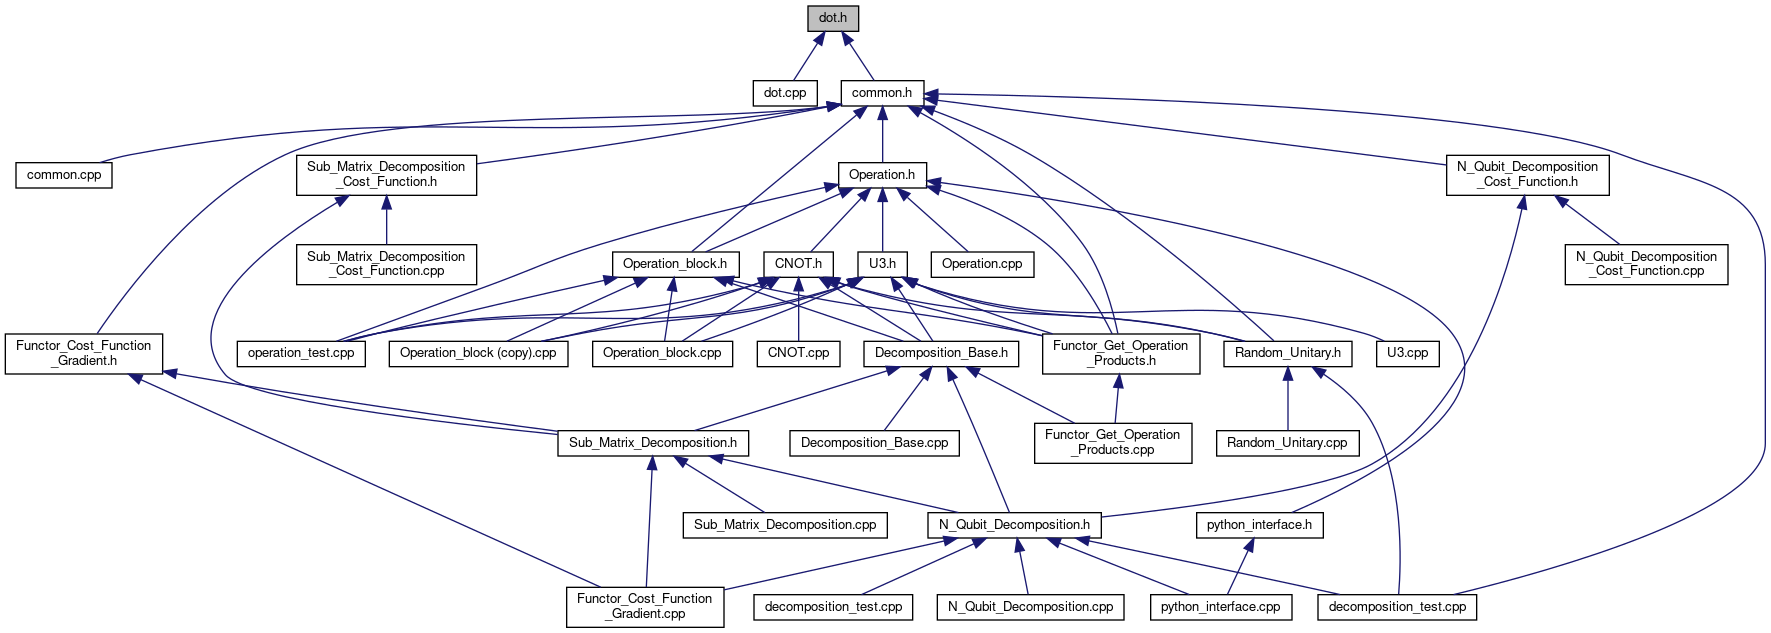 dot.h
dot.cpp
common.h
common.cpp
Sub_Matrix_Decomposition
_Cost_Function.h
Operation.h
N_Qubit_Decomposition
_Cost_Function.h
Sub_Matrix_Decomposition
_Cost_Function.cpp
Operation_block.h
CNOT.h
U3.h
Operation.cpp
N_Qubit_Decomposition
_Cost_Function.cpp
Functor_Cost_Function
_Gradient.h
operation_test.cpp
Operation_block (copy).cpp
Operation_block.cpp
CNOT.cpp
Decomposition_Base.h
Functor_Get_Operation
_Products.h
Random_Unitary.h
U3.cpp
Sub_Matrix_Decomposition.h
Decomposition_Base.cpp
Functor_Get_Operation
_Products.cpp
Random_Unitary.cpp
Sub_Matrix_Decomposition.cpp
N_Qubit_Decomposition.h
python_interface.h
Functor_Cost_Function
_Gradient.cpp
decomposition_test.cpp
N_Qubit_Decomposition.cpp
python_interface.cpp
decomposition_test.cpp